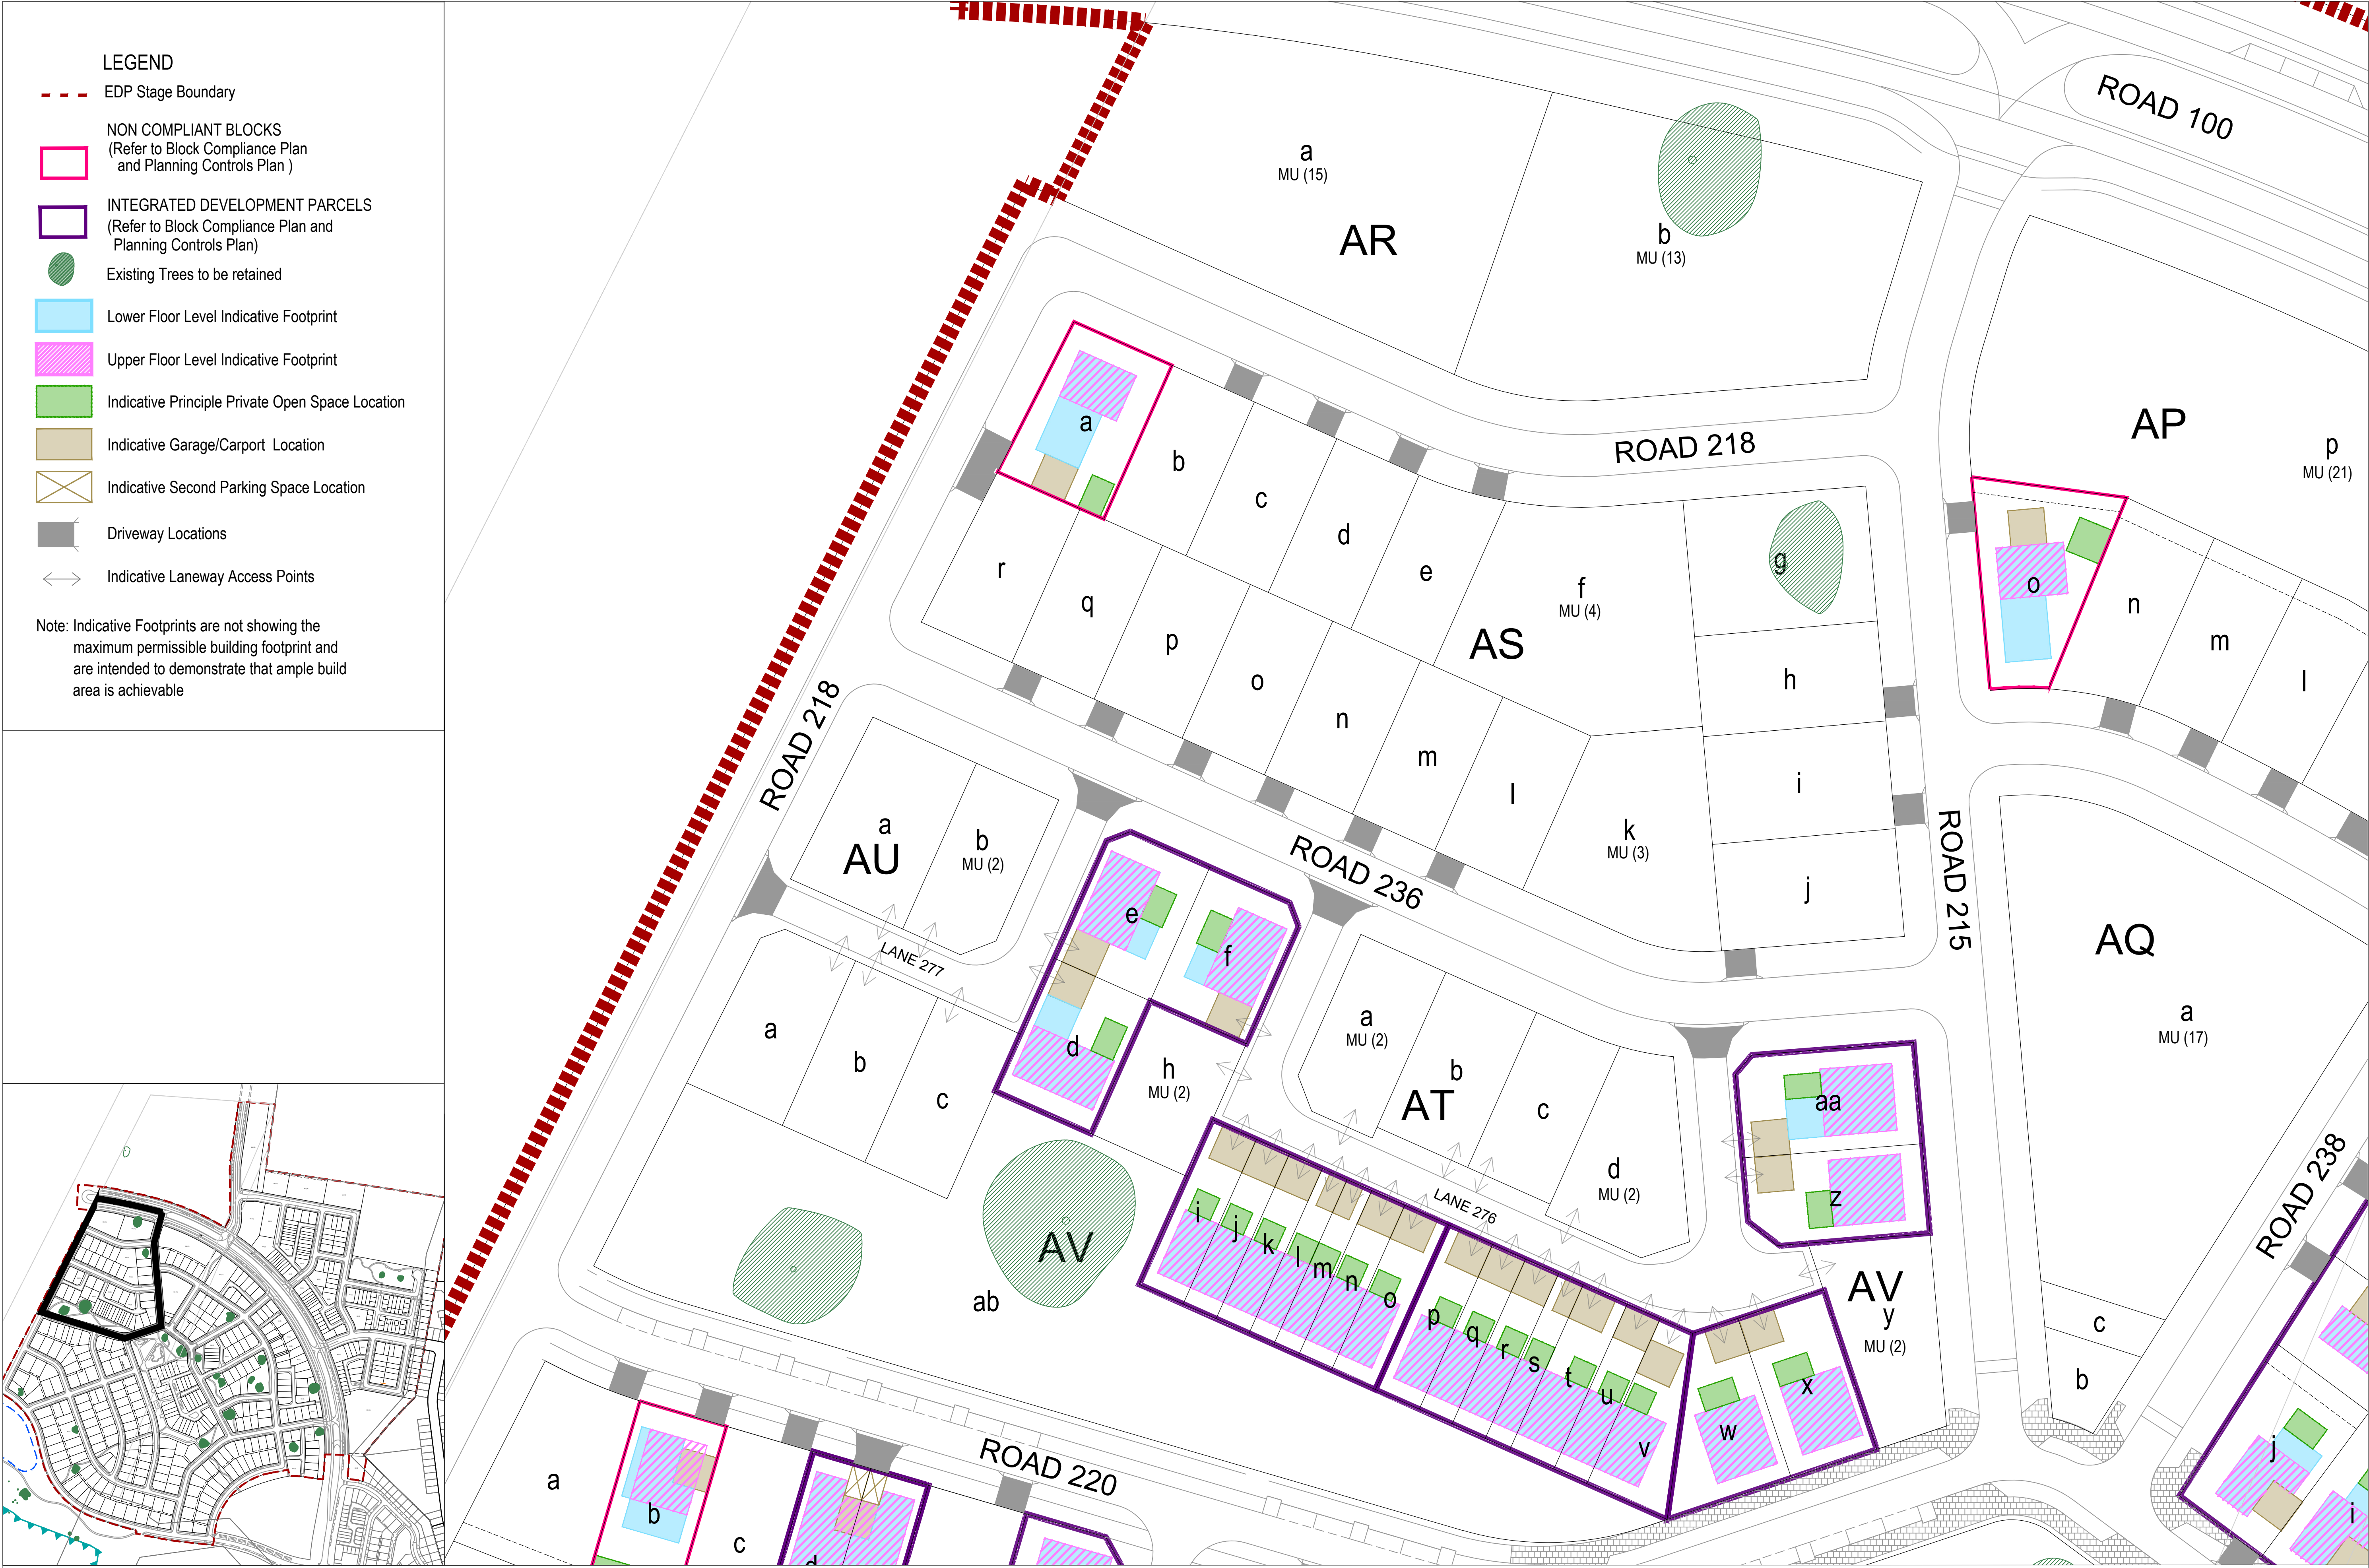 LEGEND
EDP Stage Boundary
NON COMPLIANT BLOCKS
(Refer to Block Compliance Plan
and Planning Controls Plan )
INTEGRATED DEVELOPMENT PARCELS
(Refer to Block Compliance Plan and
Planning Controls Plan)
Existing Trees to be retained
Lower Floor Level Indicative Footprint
Upper Floor Level Indicative Footprint
Indicative Principle Private Open Space Location
Indicative Garage/Carport Location
Indicative Second Parking Space Location
Driveway Locations
Indicative Laneway Access Points
Note: Indicative Footprints are not showing the
maximum permissible building footprint and
are intended to demonstrate that ample build
area is achievable
ROAD 100
a
MU (15)
AR
b
MU (13)
AP
p
MU (21)
ROAD 218
a
b
c
d
e
f
MU (4)
g
AS
h
i
j
k
MU (3)
l
m
n
o
p
q
r
o
n
m
l
ROAD 218
ROAD 236
ROAD 215
AU
a
b
MU (2)
LANE 277
a
b
c
e
f
d
h
MU (2)
AQ
a
MU (17)
c
b
ROAD 238
AT
a
MU (2)
b
c
d
MU (2)
LANE 276
aa
z
AV
y
MU (2)
AV
ab
i
j
k
l
m
n
o
p
q
r
s
t
u
v
w
x
ROAD 220
a
b
c
d
j
i